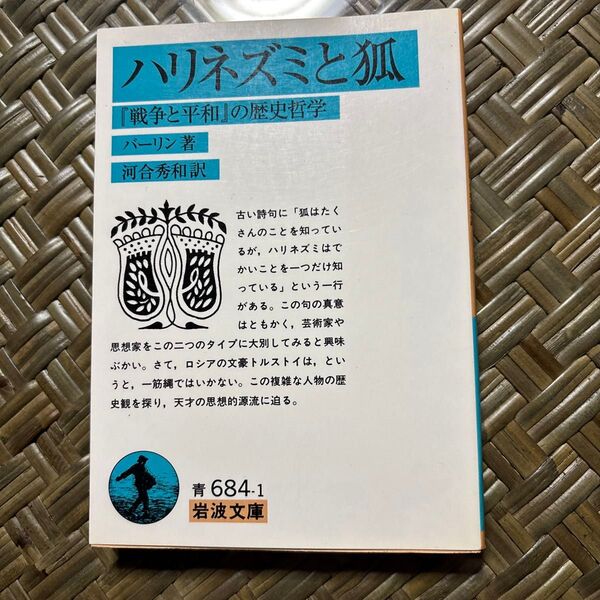 ハリネズミと狐
『戦争と平和』の歴史哲学
バーリン著
河合秀和訳
古い詩句に「狐はたく
さんのことを知ってい
るが，ハリネズミはで
かいことを一つだけ知
っている」という一行
がある。この句の真意
はともかく，芸術家や
思想家をこの二つのタイプに大別してみると興味
ぶかい。さて，ロシアの文豪トルストイは，とい
うと，一筋縄ではいかない。この複雑な人物の歴
史観を探り，天才の思想的源流に迫る。
青 684-1
岩波文庫